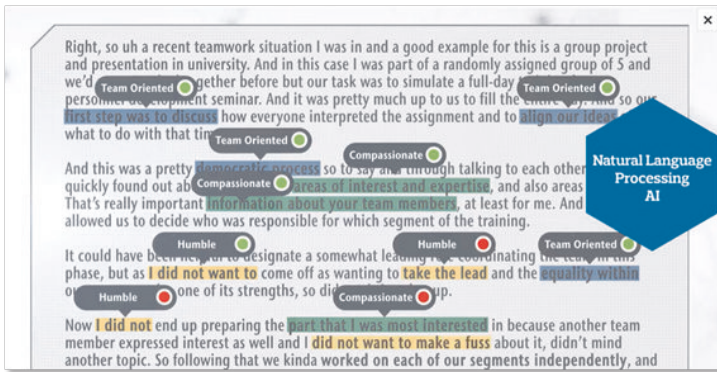 Right, so uh a recent teamwork situation I was in and a good example for this is a group project
and presentation in university. And in this case I was part of a randomly assigned group of 5 and
we'd gether before but our task was to simulate a full-day
Team Oriented
Team Oriented
first step was to discuss how everyone interpreted the assignment and to align our ideas
what to do with that
Team Oriented
Compassionate
And this was a pretty democratic process so to say and through talking to each other
quickly found out areas of interest and expertise, and also areas
Compassionate
That's really important information about your team members, at least for me. And
allowed us to decide who was responsible for which segment of the training.
Natural Language
Processing
AI
Humble
Humble
Team Oriented
It could have been to designate a somewhat coordinating the
phase, but as I did not want to come off as wanting to take the lead and the equality within
one of its strengths, so did up.
Humble
Compassionate
Now I did not end up preparing the part that I was most interested in because another team
member expressed interest as well and I did not want to make a fuss about it, didn't mind
another topic. So following that we kinda worked on each of our segments independently, and